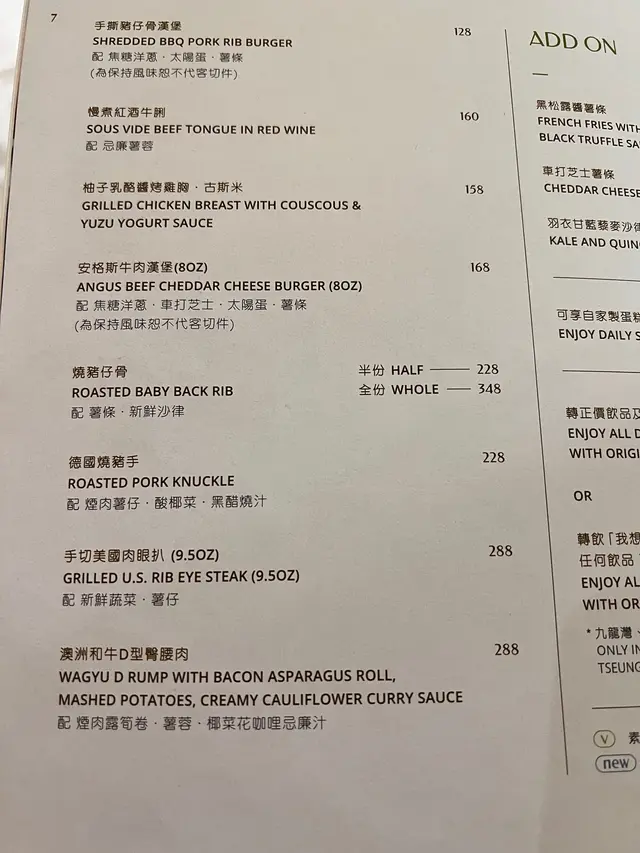 7
手撕豬仔骨漢堡
SHREDDED BBQ PORK RIB BURGER 128
配 焦糖洋蔥．太陽蛋．薯條
(為保持風味恕不代客切件)
慢煮紅酒牛脷
SOUS VIDE BEEF TONGUE IN RED WINE 160
配 忌廉薯蓉
柚子乳酪醬烤雞胸．古斯米 158
GRILLED CHICKEN BREAST WITH COUSCOUS &
YUZU YOGURT SAUCE
安格斯牛肉漢堡(8OZ) 168
ANGUS BEEF CHEDDAR CHEESE BURGER (8OZ)
配 焦糖洋蔥．車打芝士．太陽蛋．薯條
(為保持風味恕不代客切件)
燒豬仔骨 半份 HALF 228
ROASTED BABY BACK RIB 全份 WHOLE 348
配 薯條．新鮮沙律
德國燒豬手 228
ROASTED PORK KNUCKLE
配 煙肉薯仔．酸椰菜．黑醋燒汁
手切美國肉眼扒 (9.5OZ) 288
GRILLED U.S. RIB EYE STEAK (9.5OZ)
配 新鮮蔬菜．薯仔
澳洲和牛D型臀腰肉 288
WAGYU D RUMP WITH BACON ASPARAGUS ROLL,
MASHED POTATOES, CREAMY CAULIFLOWER CURRY SAUCE
配 煙肉露筍卷．薯蓉．椰菜花咖哩忌廉汁
ADD ON
黑松露醬薯條
FRENCH FRIES WITH
BLACK TRUFFLE SA
車打芝士薯條
CHEDDAR CHEESE
羽衣甘藍藜麥沙律
KALE AND QUIN
可享自家製蛋糕
ENJOY DAILY S
轉正價飲品及
ENJOY ALL D
WITH ORIGI
OR
轉飲「我想
任何飲品
ENJOY AL
WITH OR
* 九龍灣、
ONLY IN
TSEUNG
V 素
new